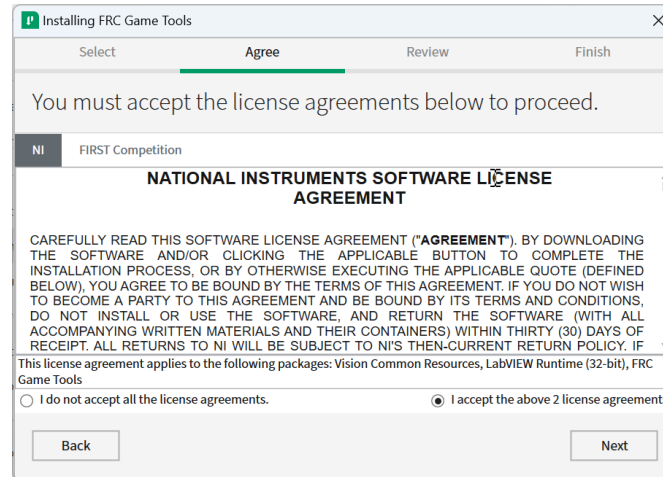 Installing FRC Game Tools
Select Agree Review Finish
You must accept the license agreements below to proceed.
NI FIRST Competition
NATIONAL INSTRUMENTS SOFTWARE LICENSE
AGREEMENT
CAREFULLY READ THIS SOFTWARE LICENSE AGREEMENT ("AGREEMENT"). BY DOWNLOADING
THE SOFTWARE AND/OR CLICKING THE APPLICABLE BUTTON TO COMPLETE THE
INSTALLATION PROCESS, OR BY OTHERWISE EXECUTING THE APPLICABLE QUOTE (DEFINED
BELOW), YOU AGREE TO BE BOUND BY THE TERMS OF THIS AGREEMENT. IF YOU DO NOT WISH
TO BECOME A PARTY TO THIS AGREEMENT AND BE BOUND BY ITS TERMS AND CONDITIONS,
DO NOT INSTALL OR USE THE SOFTWARE, AND RETURN THE SOFTWARE (WITH ALL
ACCOMPANYING WRITTEN MATERIALS AND THEIR CONTAINERS) WITHIN THIRTY (30) DAYS OF
RECEIPT. ALL RETURNS TO NI WILL BE SUBJECT TO NI'S THEN-CURRENT RETURN POLICY. IF
This license agreement applies to the following packages: Vision Common Resources, LabVIEW Runtime (32-bit), FRC
Game Tools
I do not accept all the license agreements. I accept the above 2 license agreement
Back Next